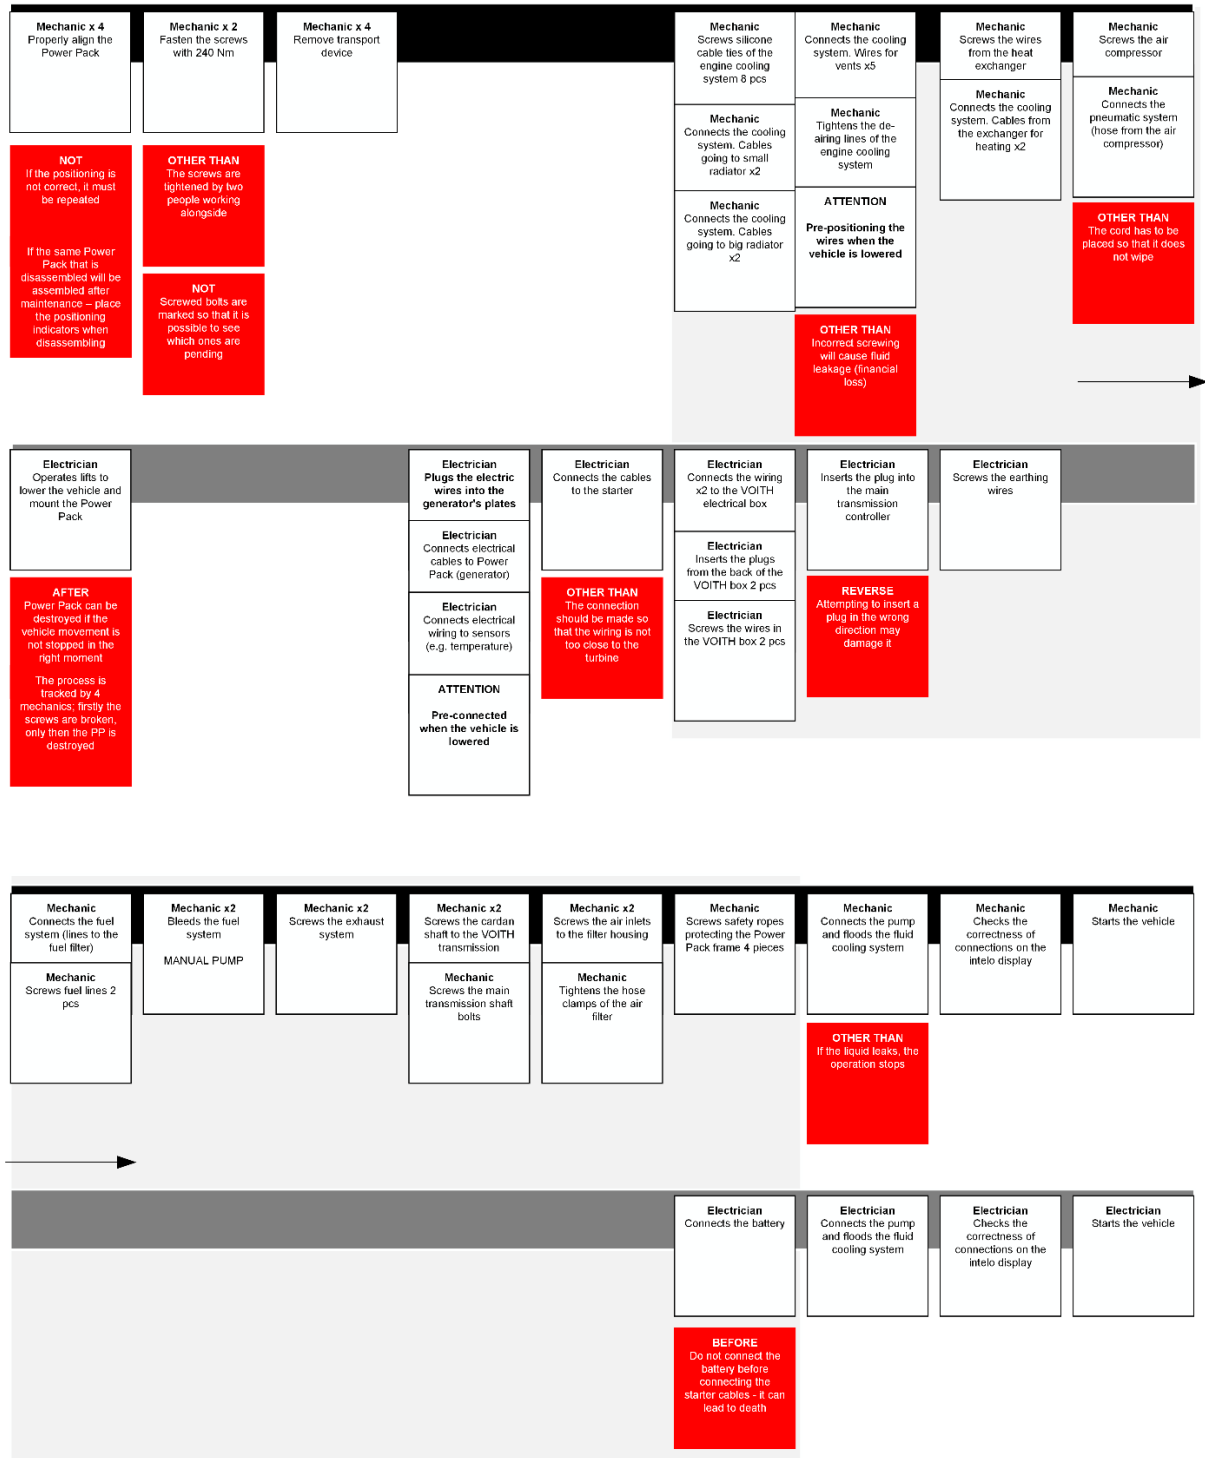 Mechanic x 4
Properly align the
Power Pack
Mechanic x 2
Fasten the screws
with 240 Nm
Mechanic x 4
Remove transport
device
Mechanic
Screws silicone
cable ties of the
engine cooling
system 8 pcs
Mechanic
Connects the cooling
system. Cables
going to small
radiator x2
Mechanic
Connects the cooling
system. Cables
going to big radiator
x2
Mechanic
Connects the cooling
system. Wires for
vents x5
Mechanic
Tightens the de-
airing lines of the
engine cooling
system
ATTENTION
Pre-positioning the
wires when the
vehicle is lowered
Mechanic
Screws the wires
from the heat
exchanger
Mechanic
Connects the cooling
system. Cables from
the exchanger for
heating x2
Mechanic
Screws the air
compressor
Mechanic
Connects the
pneumatic system
(hose from the air
compressor)
NOT
If the positioning is
not correct, it must
be repeated
If the same Power
Pack that is
disassembled will be
assembled after
maintenance – place
the positioning
indicators when
disassembling
OTHER THAN
The screws are
tightened by two
people working
alongside
NOT
Screwed bolts are
marked so that it is
possible to see
which ones are
pending
OTHER THAN
Incorrect screwing
will cause fluid
leakage (financial
loss)
OTHER THAN
The cord has to be
placed so that it does
not wipe
Electrician
Operates lifts to
lower the vehicle and
mount the Power
Pack
Electrician
Plugs the electric
wires into the
generator's plates
Electrician
Connects electrical
cables to Power
Pack (generator)
Electrician
Connects electrical
wiring to sensors
(e.g. temperature)
ATTENTION
Pre-connected
when the vehicle is
lowered
Electrician
Connects the cables
to the starter
Electrician
Connects the wiring
x2 to the VOITH
electrical box
Electrician
Inserts the plugs
from the back of the
VOITH box 2 pcs
Electrician
Screws the wires in
the VOITH box 2 pcs
Electrician
Inserts the plug into
the main
transmission
controller
Electrician
Screws the earthing
wires
AFTER
Power Pack can be
destroyed if the
vehicle movement is
not stopped in the
right moment
The process is
tracked by 4
mechanics; firstly the
screws are broken,
only then the PP is
destroyed
OTHER THAN
The connection
should be made so
that the wiring is not
too close to the
turbine
REVERSE
Attempting to insert a
plug in the wrong
direction may
damage it
Mechanic
Connects the fuel
system (lines to the
fuel filter)
Mechanic
Screws fuel lines 2
pcs
Mechanic x2
Bleeds the fuel
system
MANUAL PUMP
Mechanic x2
Screws the exhaust
system
Mechanic x2
Screws the cardan
shaft to the VOITH
transmission
Mechanic
Screws the main
transmission shaft
bolts
Mechanic x2
Screws the air inlets
to the filter housing
Mechanic
Tightens the hose
clamps of the air
filter
Mechanic
Screws safety ropes
protecting the Power
Pack frame 4 pieces
Mechanic
Connects the pump
and floods the fluid
cooling system
Mechanic
Checks the
correctness of
connections on the
intelo display
Mechanic
Starts the vehicle
OTHER THAN
If the liquid leaks, the
operation stops
Electrician
Connects the battery
Electrician
Connects the pump
and floods the fluid
cooling system
Electrician
Checks the
correctness of
connections on the
intelo display
Electrician
Starts the vehicle
BEFORE
Do not connect the
battery before
connecting the
starter cables - it can
lead to death